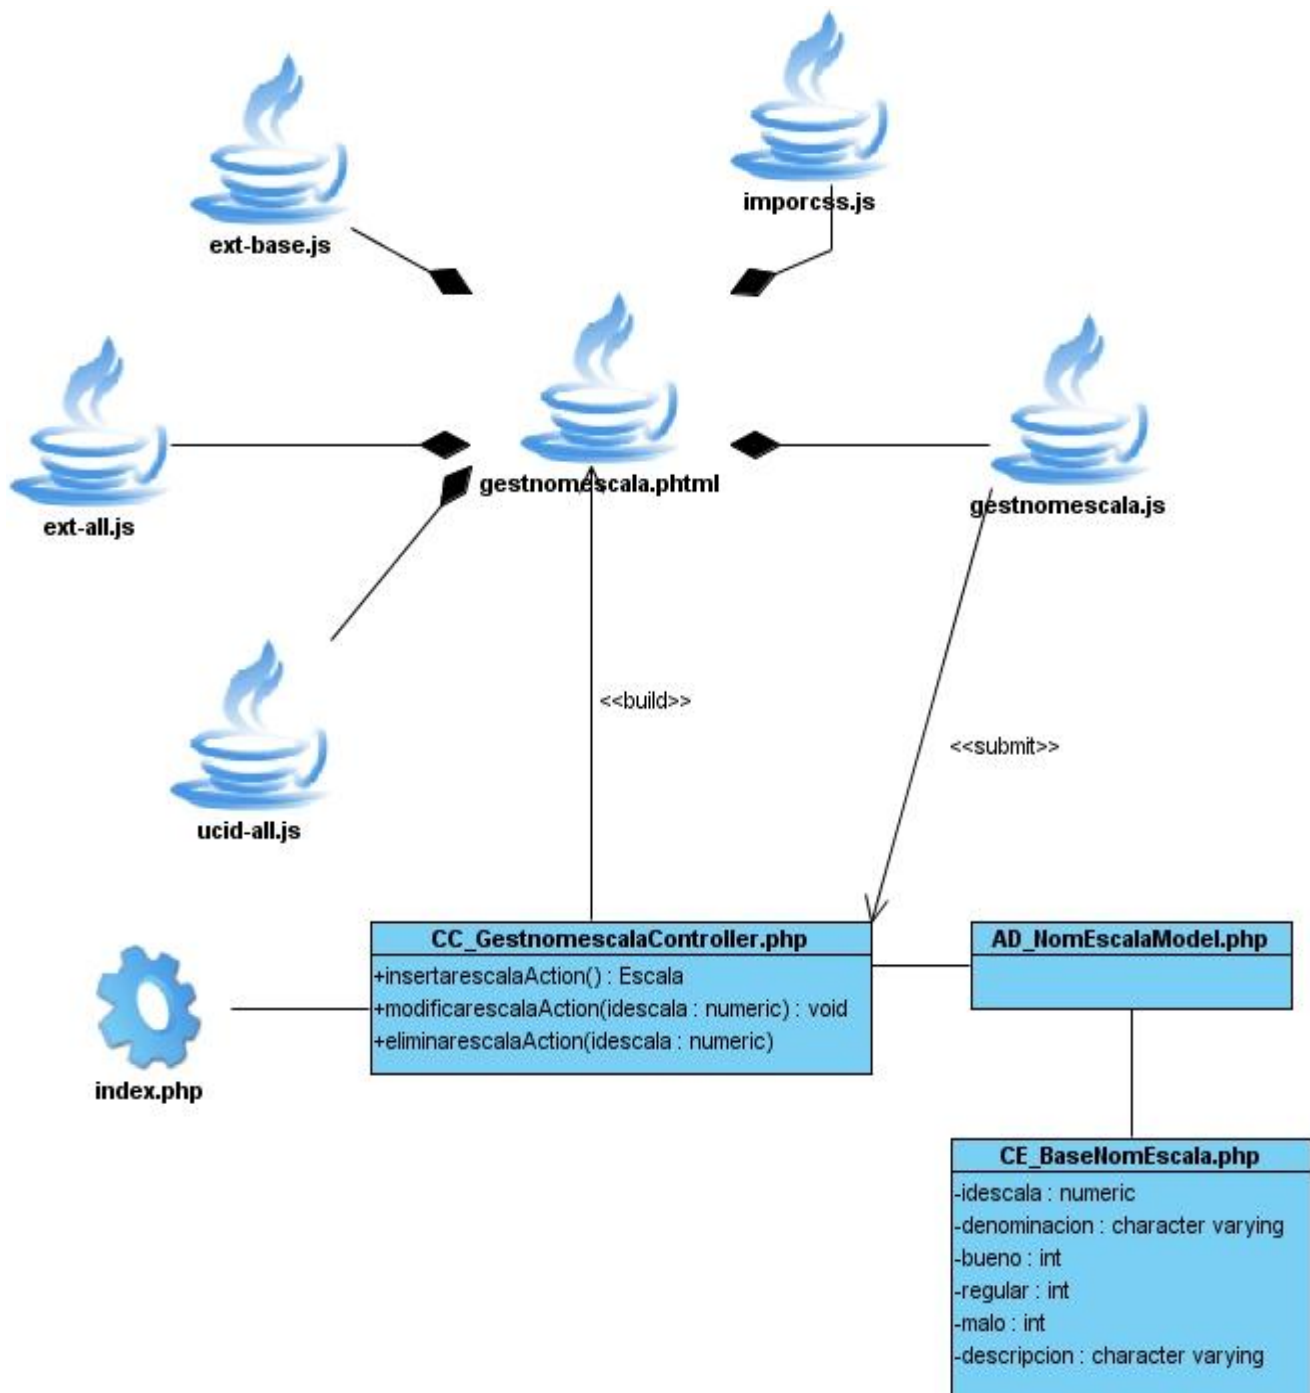 imporcss.js
ext-base.js
gestnomescala.phtml
gestnomescala.js
ext-all.js
<<build>>
<<submit>>
ucid-all.js
CC_GestnomescalaController.php
+insertarescalaAction() : Escala
+modificarescalaAction(idescala : numeric) : void
+eliminarescalaAction(idescala : numeric)
AD_NomEscalaModel.php
index.php
CE_BaseNomEscala.php
-idescala : numeric
-denominacion : character varying
-bueno : int
-regular : int
-malo : int
-descripcion : character varying